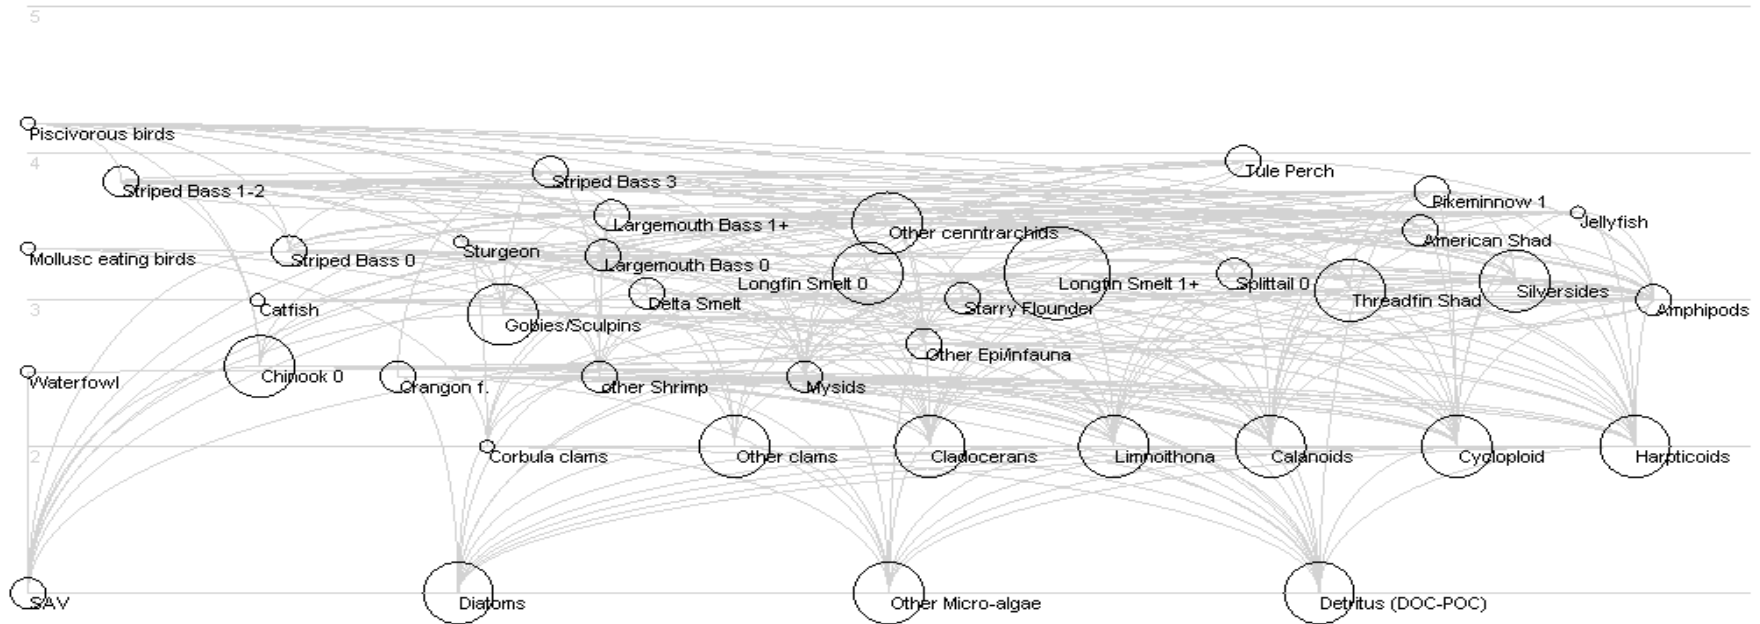 5
Piscivorous birds
4
Tule Perch
Striped Bass 3
Striped Bass 1-2
Pikeminnow 1
Jellyfish
Largemouth Bass 1+
Other cenntrarchids
American Shad
Sturgeon
Mollusc eating birds
Striped Bass 0
Largemouth Bass 0
Longfin Smelt 0
Longfin Smelt 1+
Splittail 0
Silversides
Threadfin Shad
3
Catfish
Delta Smelt
Starry Flounder
Amphipods
Gobies/Sculpins
Other Epi/infauna
Waterfowl
Chinook 0
Crangon f.
other Shrimp
Mysids
2
Corbula clams
Other clams
Cladocerans
Limnoithona
Calanoids
Cycloploid
Harpticoids
SAV
Diatoms
Other Micro-algae
Detritus (DOC-POC)